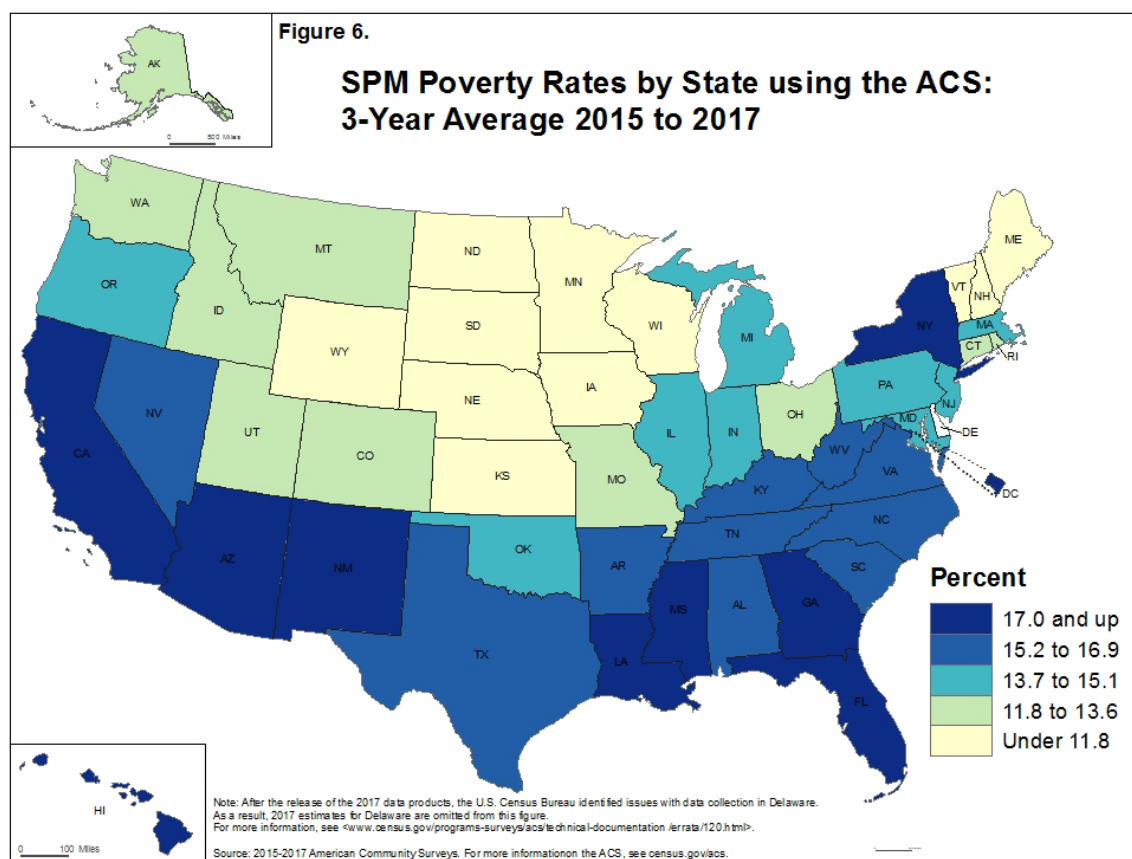 Figure 6.
SPM Poverty Rates by State using the ACS:
3-Year Average 2015 to 2017
AK
0 500 Miles
WA
MT
ND
MN
ME
OR
ID
SD
WI
VT
NH
WY
MI
NY
MA
CT
RI
NE
IA
PA
NJ
NV
UT
CO
IL
IN
OH
MD
DE
CA
KS
MO
WV
VA
DC
KY
AZ
NM
OK
AR
TN
NC
SC
TX
MS
AL
GA
LA
FL
Percent
17.0 and up
15.2 to 16.9
13.7 to 15.1
11.8 to 13.6
Under 11.8
HI
0 100 Miles
Note: After the release of the 2017 data products, the U.S. Census Bureau identified issues with data collection in Delaware.
As a result, 2017 estimates for Delaware are omitted from this figure.
For more information, see <www.census.gov/programs-surveys/acs/technical-documentation /errata/120.html>.
Source: 2015-2017 American Community Surveys. For more informationon the ACS, see census.gov/acs.